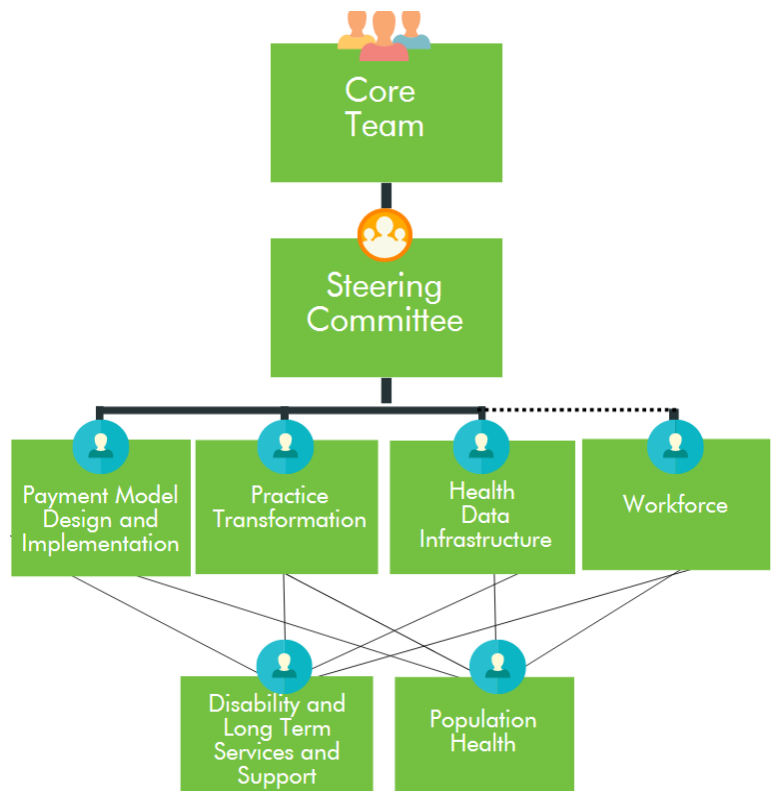 Core
Team
Steering
Committee
Payment Model
Design and
Implementation
Practice
Transformation
Health
Data
Infrastructure
Workforce
Disability and
Long Term
Services and
Support
Population
Health